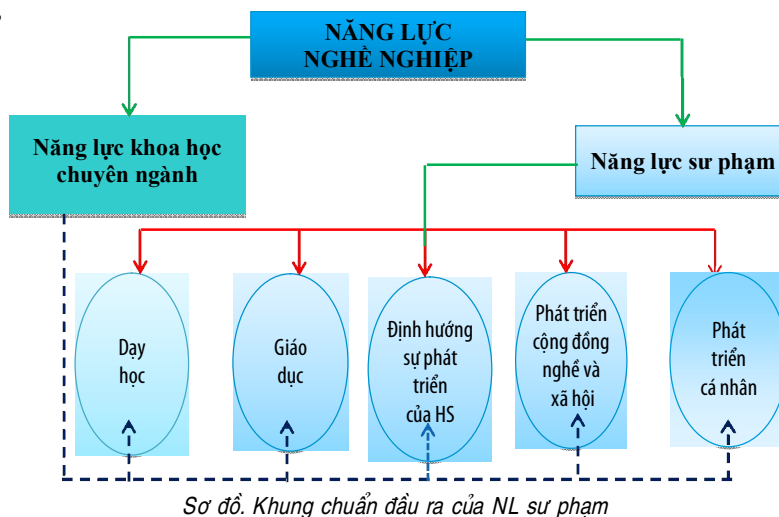 NĂNG LỰC
NGHỀ NGHIỆP
Năng lực khoa học
chuyên ngành
Năng lực sư phạm
Dạy
học
Giáo
dục
Định hướng
sự phát
triển
của HS
Phát triển
cộng đồng
nghề và
xã hội
Phát
triển
cá nhân
Sơ đồ. Khung chuẩn đầu ra của NL sư phạm